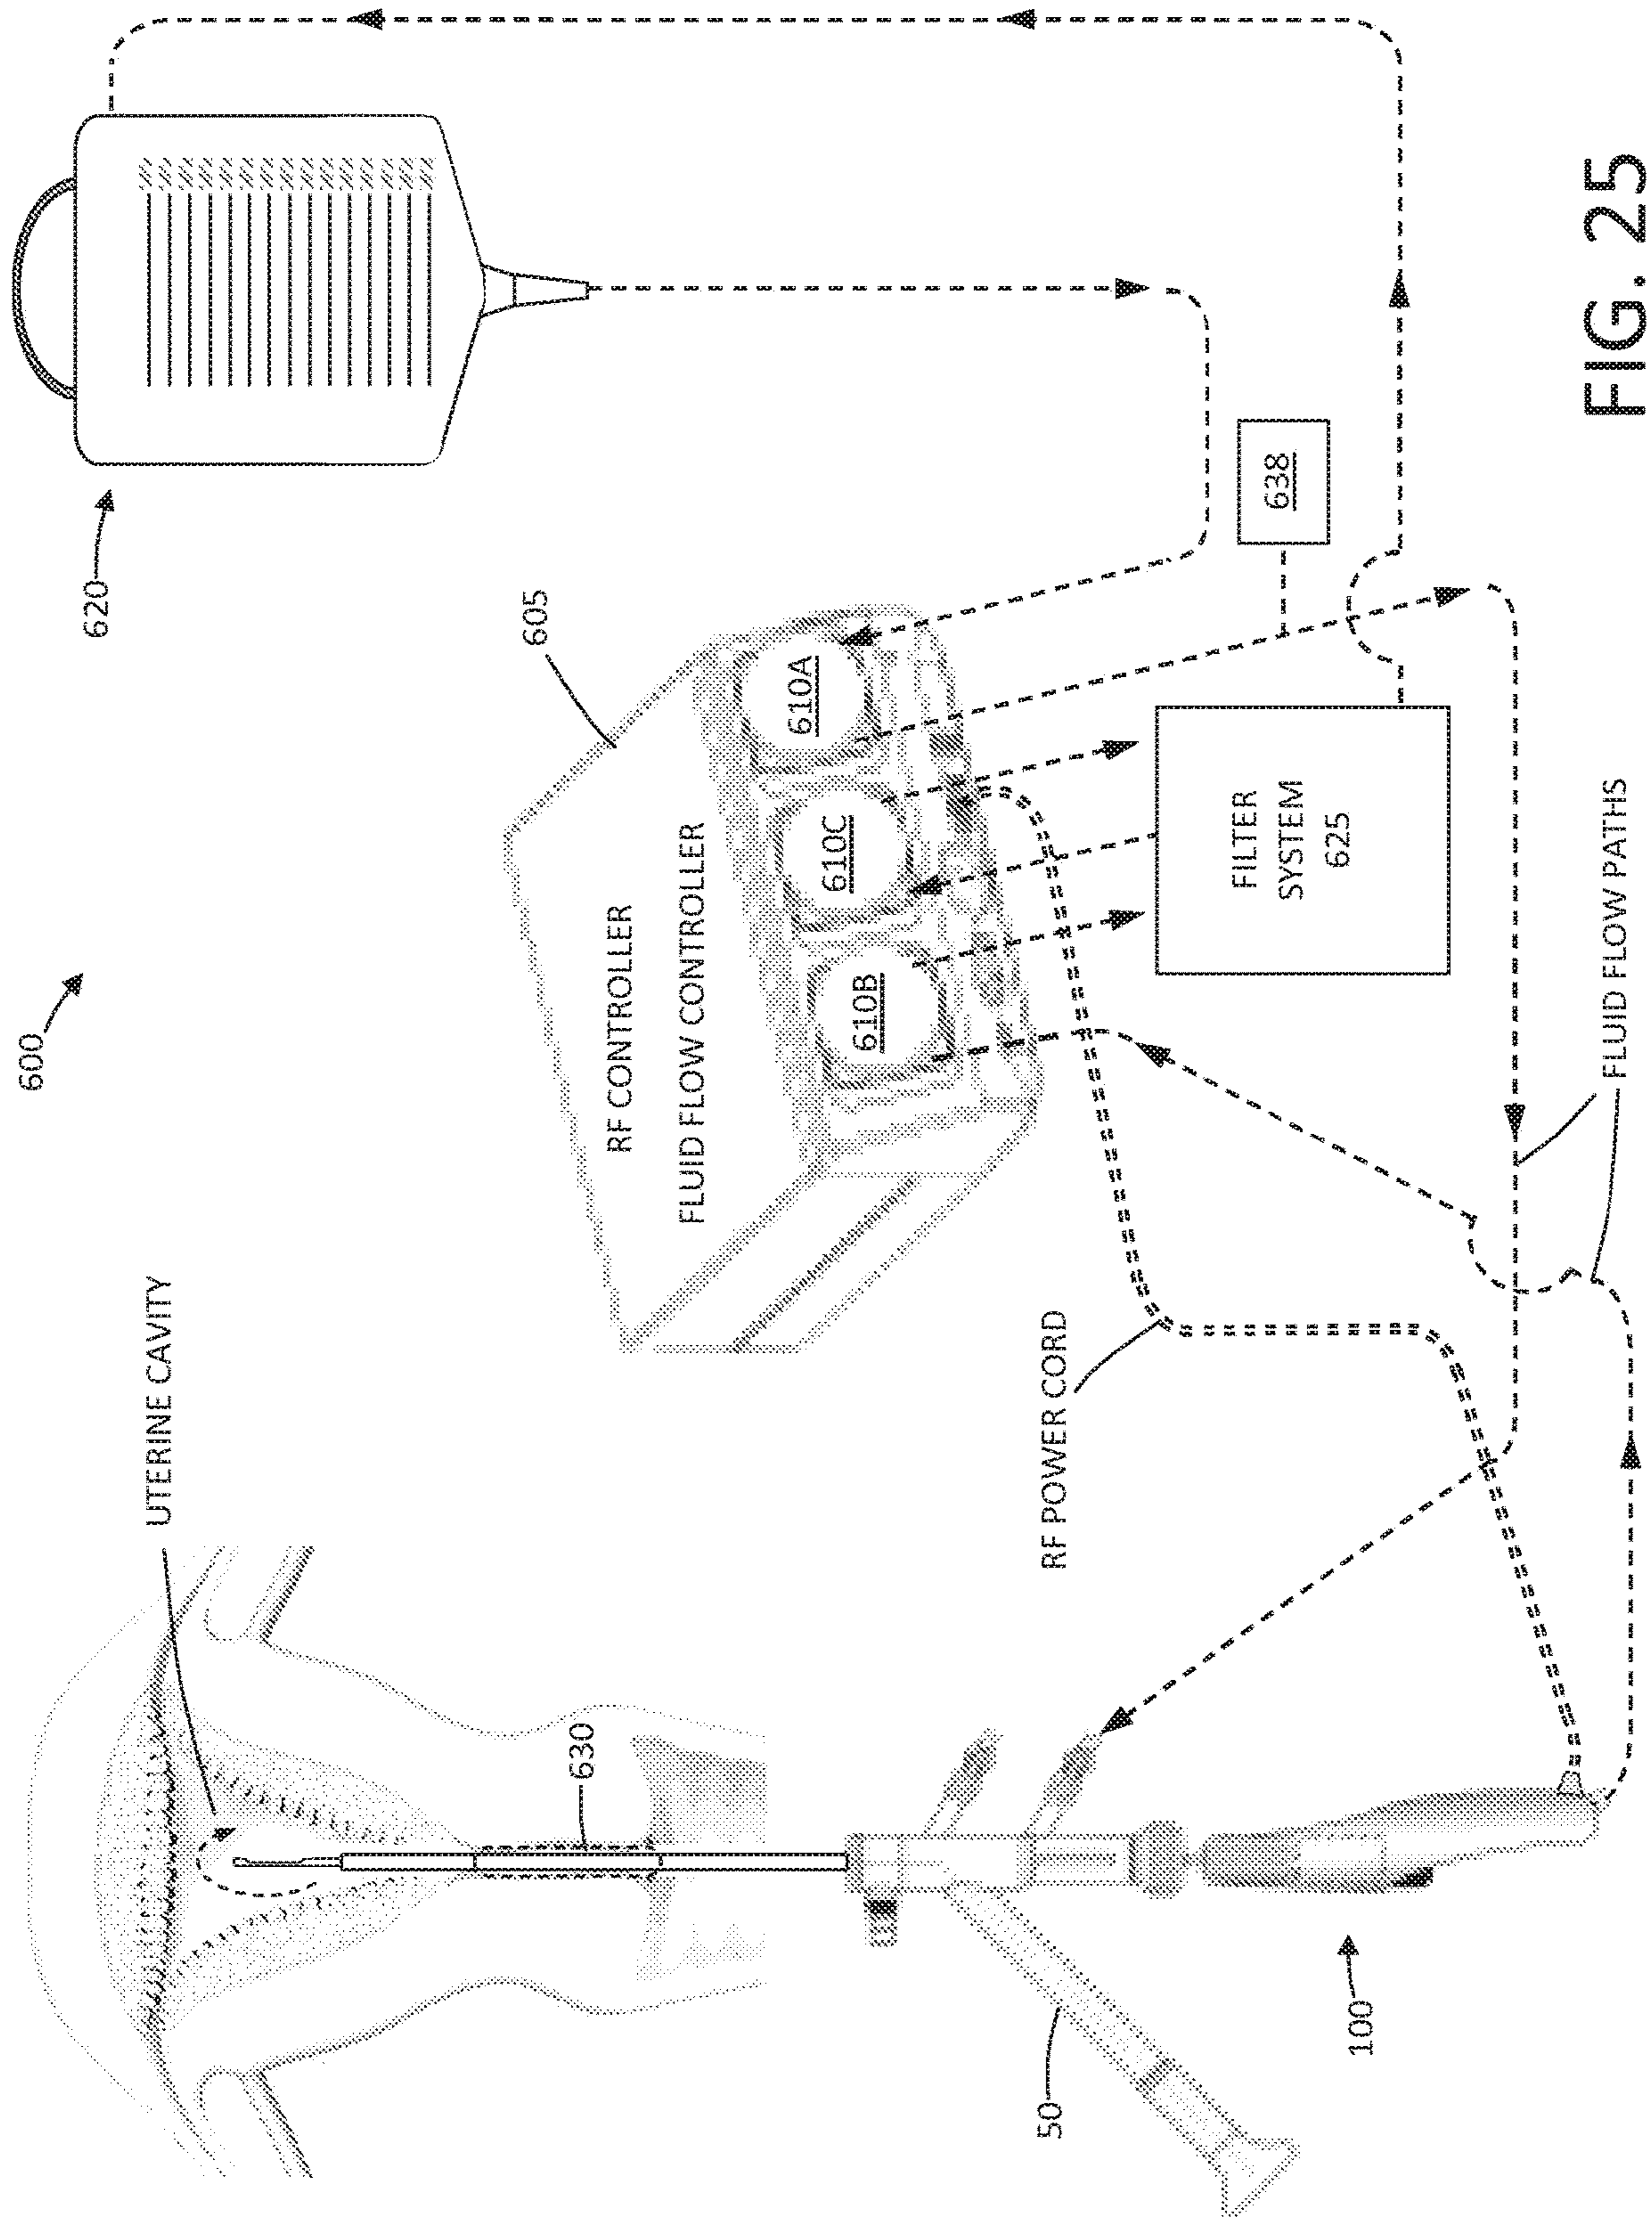 600
UTERINE CAVITY
620
605
RF CONTROLLER
FLUID FLOW CONTROLLER
610A
610C
610B
638
FILTER
SYSTEM
625
630
RF POWER CORD
FLUID FLOW PATHS
50
100
FIG. 25